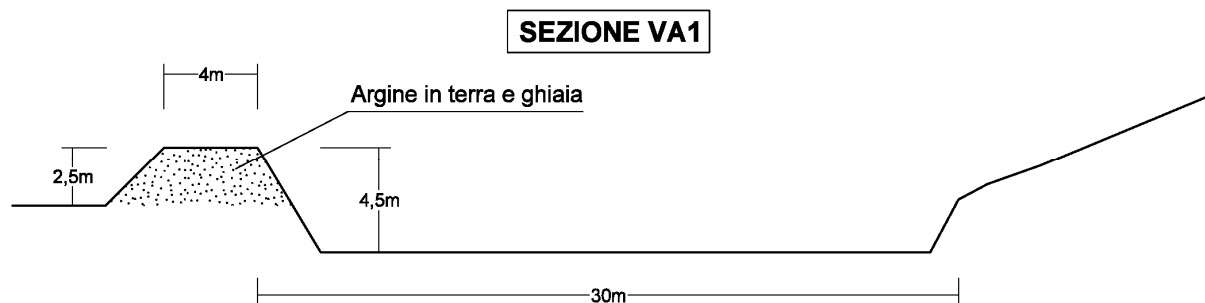 SEZIONE VA1
4m
Argine in terra e ghiaia
2,5m
4,5m
30m